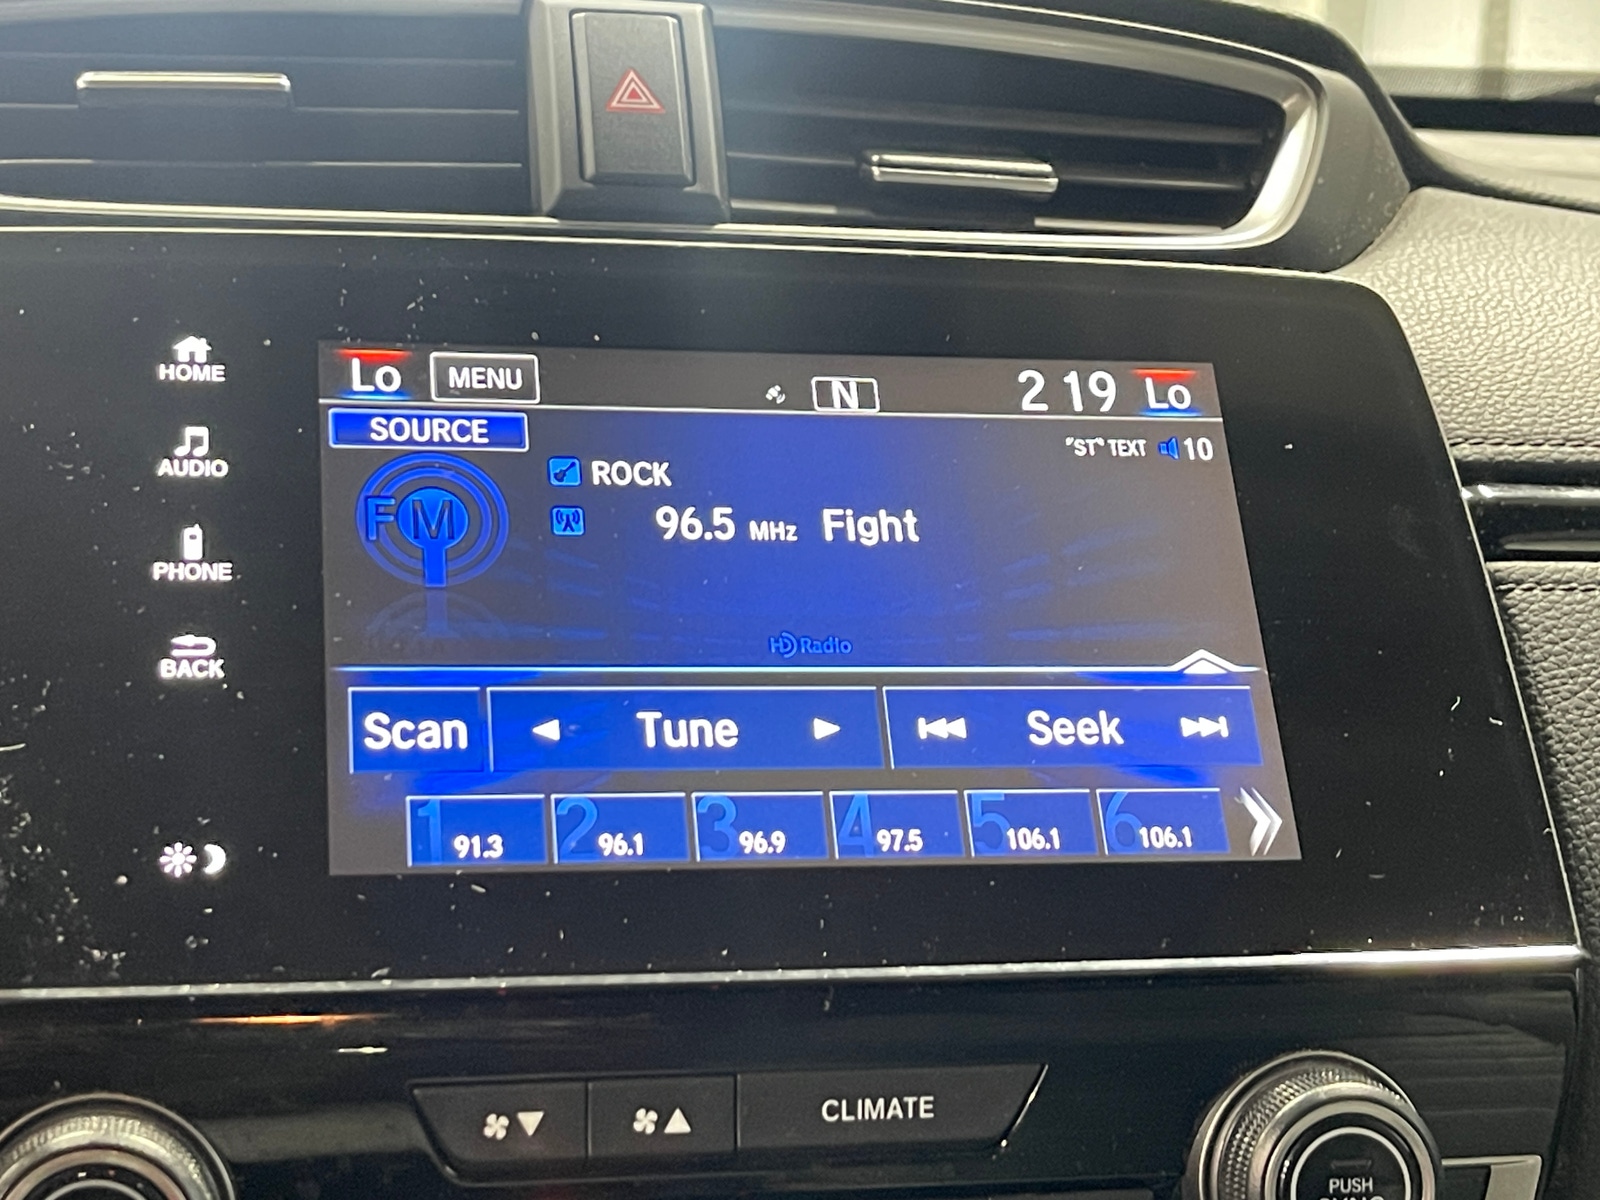 HOME
AUDIO
PHONE
BACK
Lo MENU N 2 19 Lo
SOURCE
"ST" TEXT 10
FM
ROCK
96.5 MHz Fight
HD Radio
Scan Tune Seek
1 91.3 2 96.1 3 96.9 4 97.5 5 106.1 6 106.1
CLIMATE
PUSH